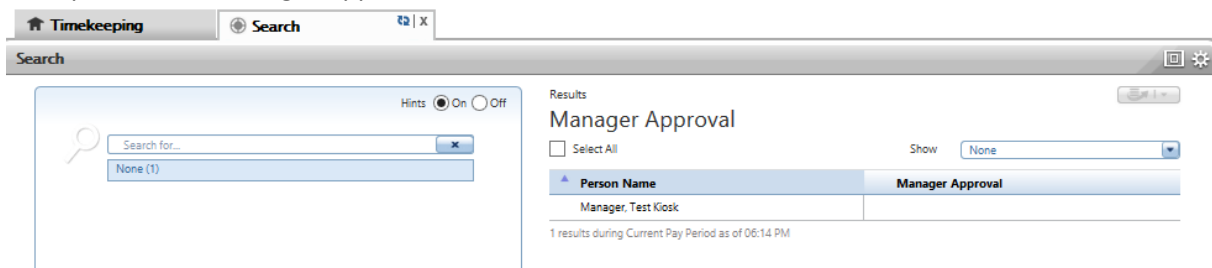 Timekeeping
Search
X
Search
Hints On Off
Search for...
x
None (1)
Results
Manager Approval
Select All
Show None
Person Name Manager Approval
Manager, Test Kiosk
1 results during Current Pay Period as of 06:14 PM